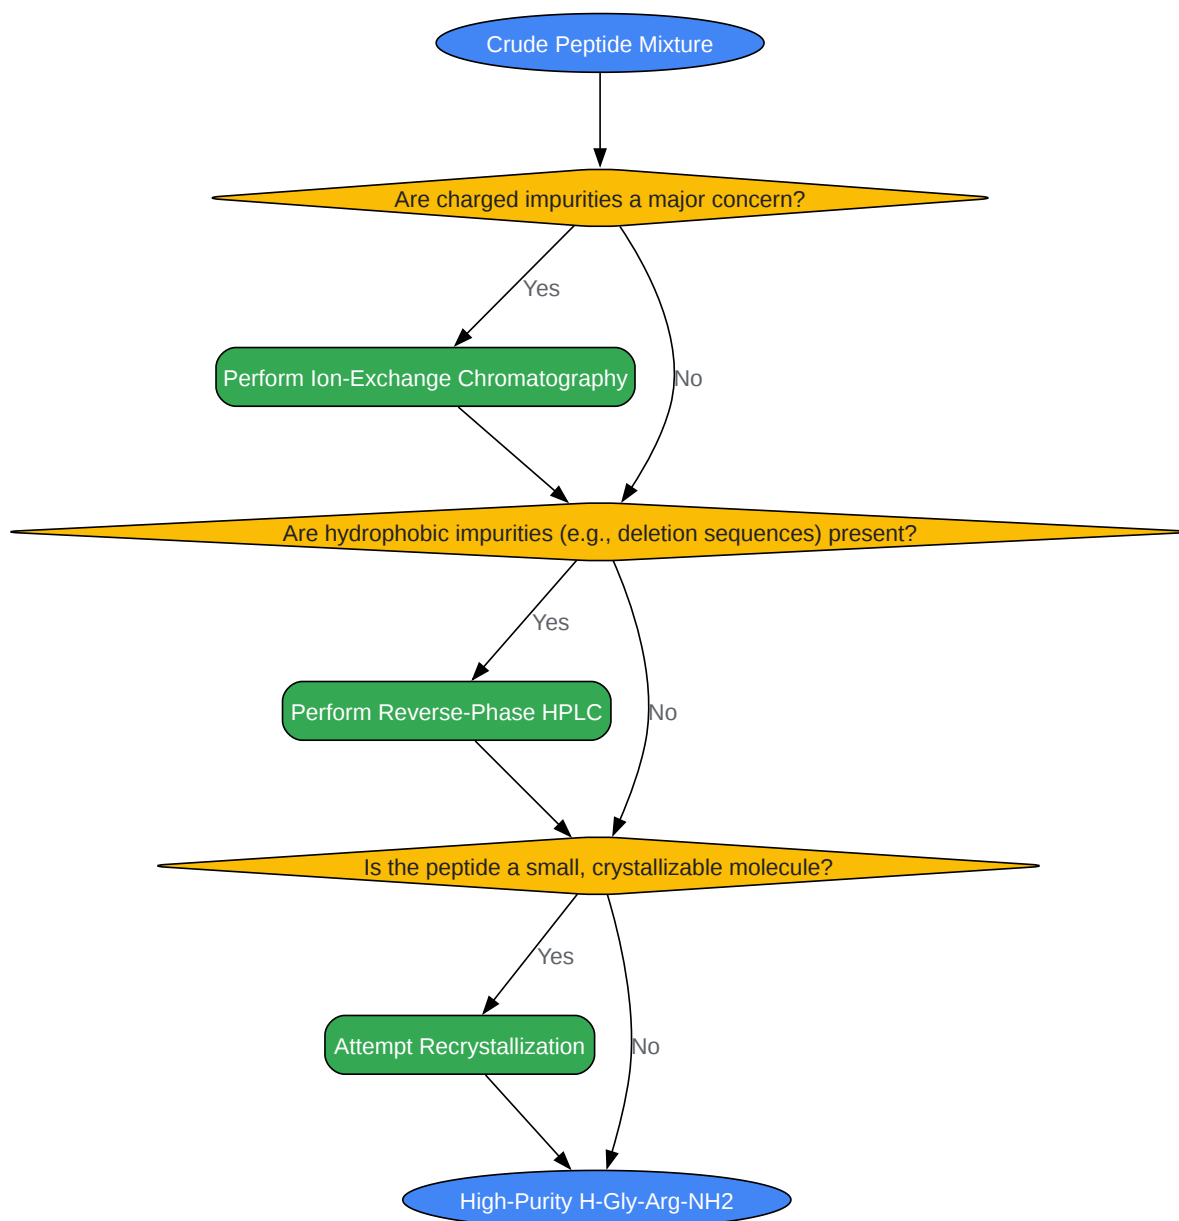 Crude Peptide Mixture
Are charged impurities a major concern?
Yes
Perform Ion-Exchange Chromatography
No
Are hydrophobic impurities (e.g., deletion sequences) present?
Yes
Perform Reverse-Phase HPLC
No
Is the peptide a small, crystallizable molecule?
Yes
Attempt Recrystallization
No
High-Purity H-Gly-Arg-NH2